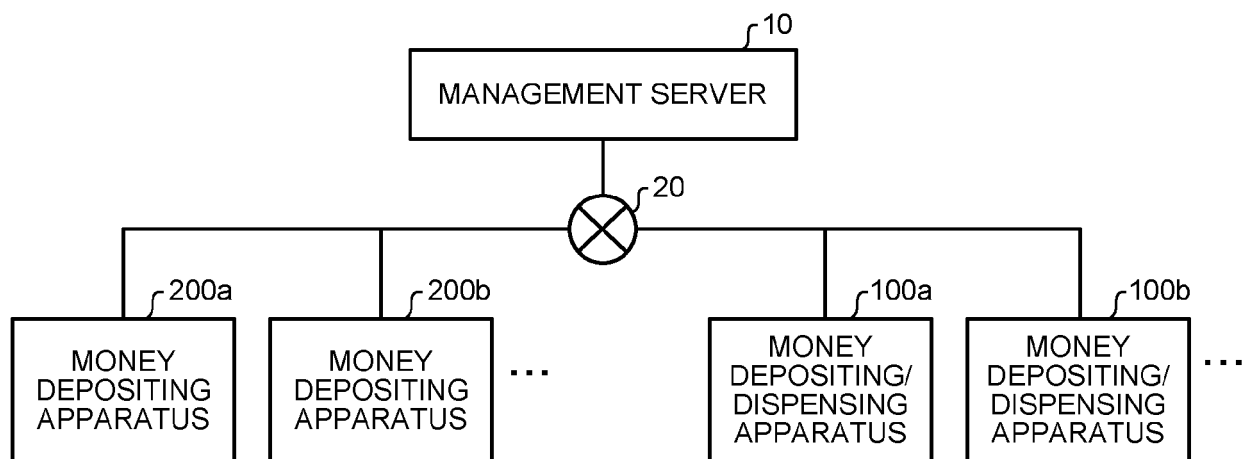 10
MANAGEMENT SERVER
20
200a
200b
100a
100b
MONEY
DEPOSITING
APPARATUS
MONEY
DEPOSITING
APPARATUS
...
MONEY
DEPOSITING/
DISPENSING
APPARATUS
MONEY
DEPOSITING/
DISPENSING
APPARATUS
...